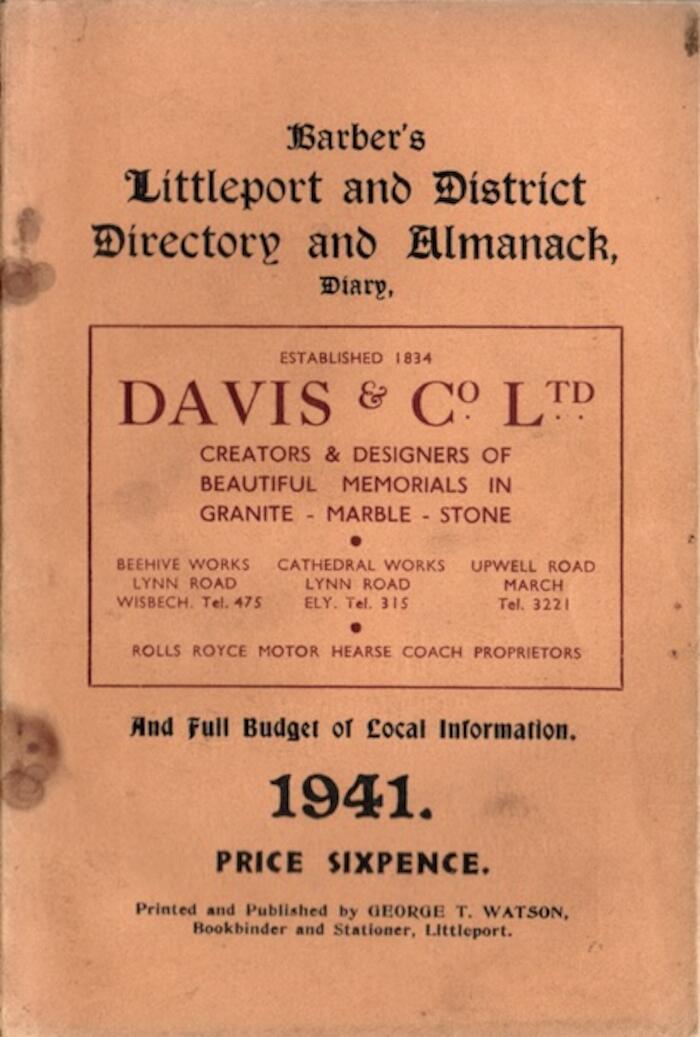 Barber's
Littleport and District
Directory and Almanack,
Diary,
ESTABLISHED 1834
DAVIS & Co. LTD
CREATORS & DESIGNERS OF
BEAUTIFUL MEMORIALS IN
GRANITE - MARBLE - STONE
•
BEEHIVE WORKS CATHEDRAL WORKS UPWELL ROAD
LYNN ROAD LYNN ROAD MARCH
WISBECH. Tel. 475 ELY. Tel. 315 Tel. 3221
•
ROLLS ROYCE MOTOR HEARSE COACH PROPRIETORS
And Full Budget of Local Information.
1941.
PRICE SIXPENCE.
Printed and Published by GEORGE T. WATSON,
Bookbinder and Stationer, Littleport.